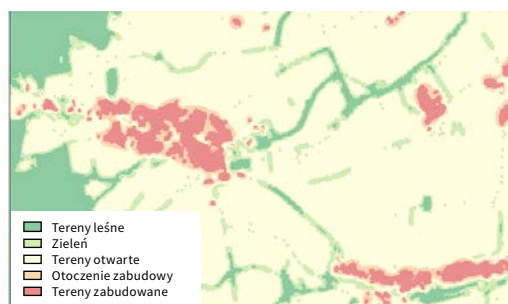 Tereny leśne
Zieleń
Tereny otwarte
Otoczenie zabudowy
Tereny zabudowane